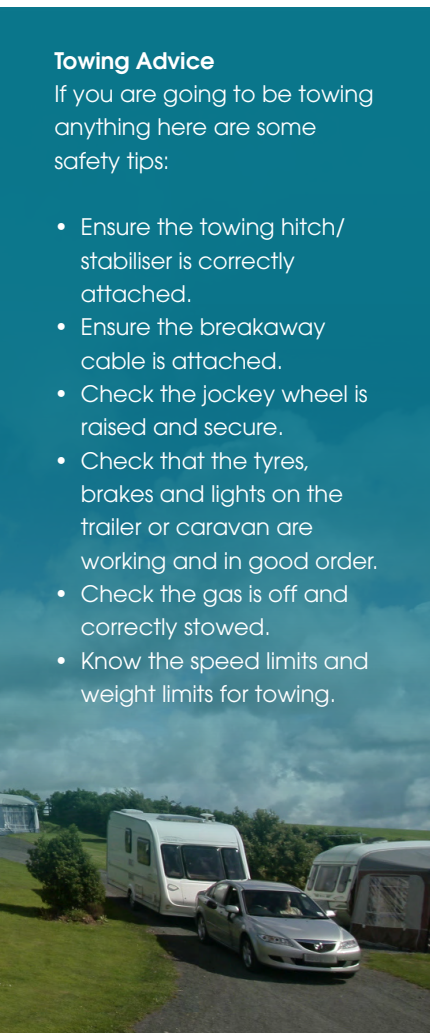 Towing Advice
If you are going to be towing
anything here are some
safety tips:
• Ensure the towing hitch/
stabiliser is correctly
attached.
• Ensure the breakaway
cable is attached.
• Check the jockey wheel is
raised and secure.
• Check that the tyres,
brakes and lights on the
trailer or caravan are
working and in good order.
• Check the gas is off and
correctly stowed.
• Know the speed limits and
weight limits for towing.